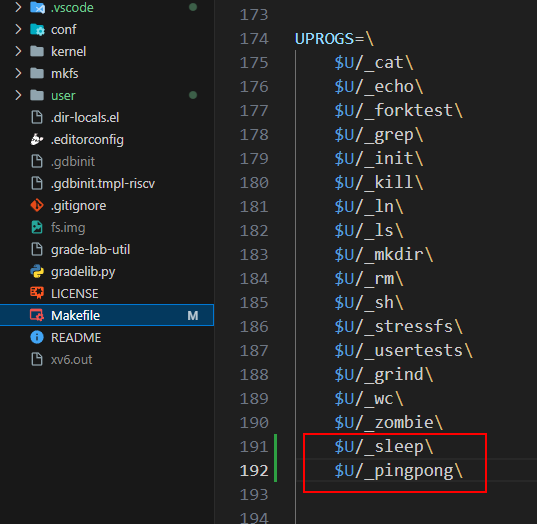 .vscode
conf
kernel
mkfs
user
.dir-locals.el
.editorconfig
.gdbinit
.gdbinit.tmpl-riscv
.gitignore
fs.img
grade-lab-util
gradelib.py
LICENSE
Makefile M
README
xv6.out
173
174 UPROGS=\
175 $U/_cat\
176 $U/_echo\
177 $U/_forktest\
178 $U/_grep\
179 $U/_init\
180 $U/_kill\
181 $U/_ln\
182 $U/_ls\
183 $U/_mkdir\
184 $U/_rm\
185 $U/_sh\
186 $U/_stressfs\
187 $U/_usertests\
188 $U/_grind\
189 $U/_wc\
190 $U/_zombie\
191 $U/_sleep\
192 $U/_pingpong\
193
194